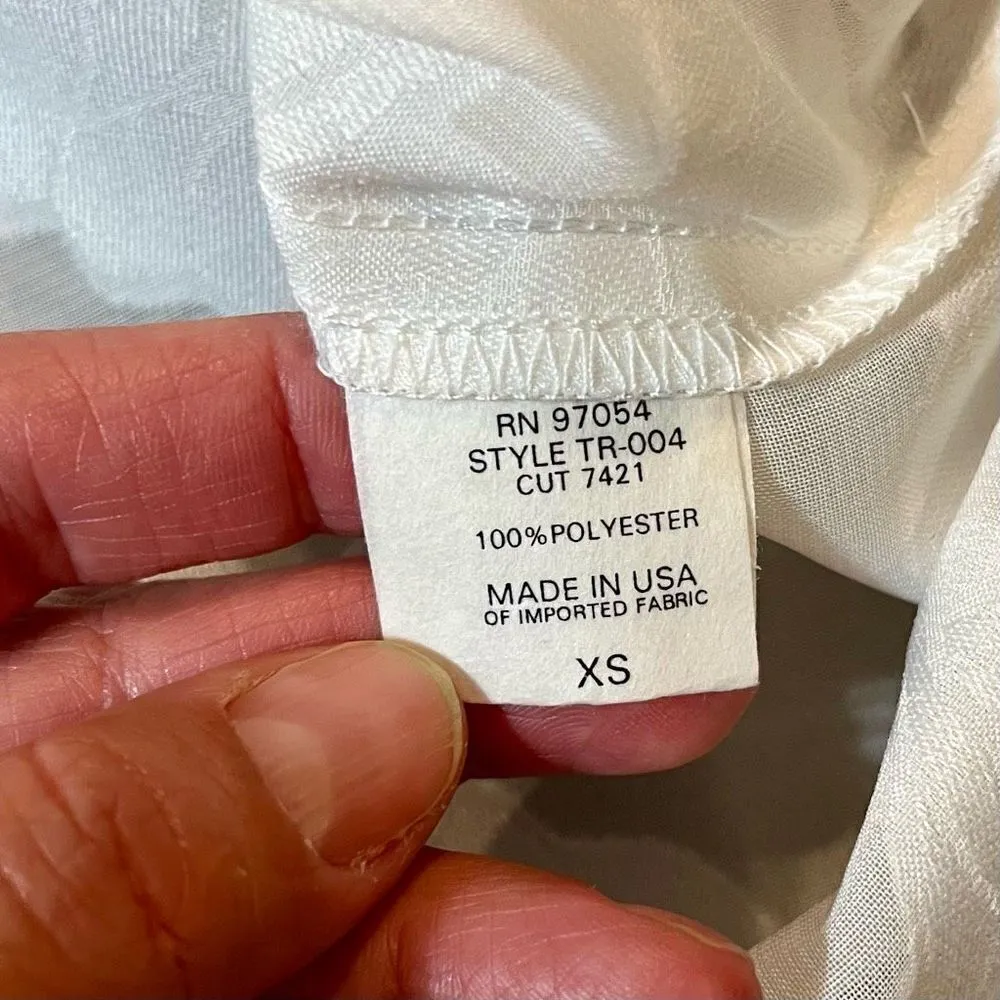 RN 97054
STYLE TR-004
CUT 7421
100%POLYESTER
MADE IN USA
OF IMPORTED FABRIC
XS